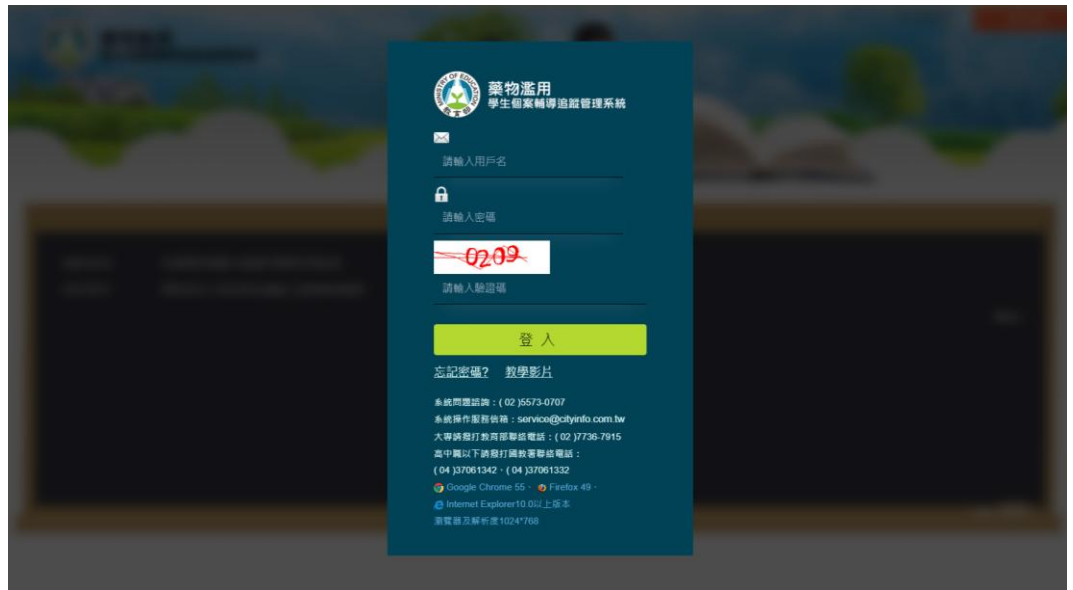 MINISTRY OF EDUCATION
教育部
藥物濫用
學生個案輔導追蹤管理系統
請輸入用戶名
請輸入密碼
0209
請輸入驗證碼
登入
忘記密碼? 教學影片
系統問題諮詢：( 02 )5573-0707
系統操作服務信箱：service@cityinfo.com.tw
大專請撥打教育部聯絡電話：( 02 )7736-7915
高中職以下請撥打國教署聯絡電話：
( 04 )37061342、( 04 )37061332
Google Chrome 55、 Firefox 49、
Internet Explorer10.0以上版本
瀏覽器及解析度1024*768